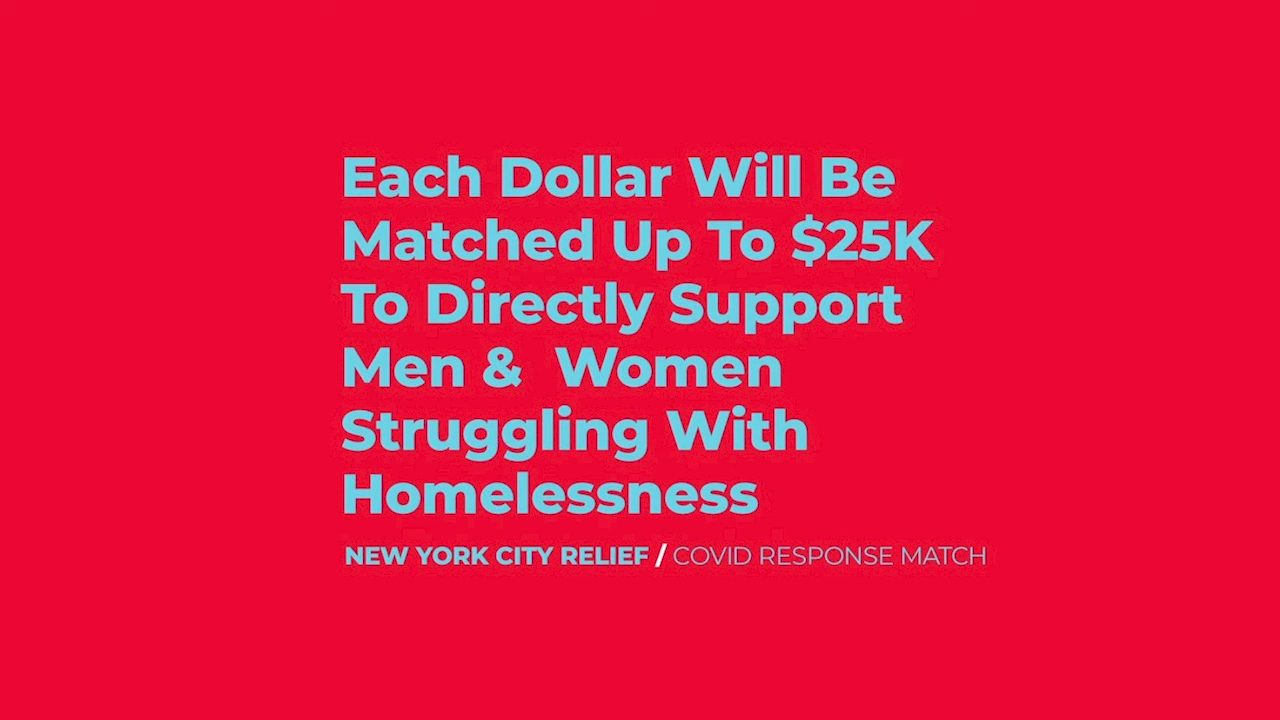 Each Dollar Will Be
Matched Up To $25K
To Directly Support
Men &  Women
Struggling With
Homelessness
NEW YORK CITY RELIEF / COVID RESPONSE MATCH